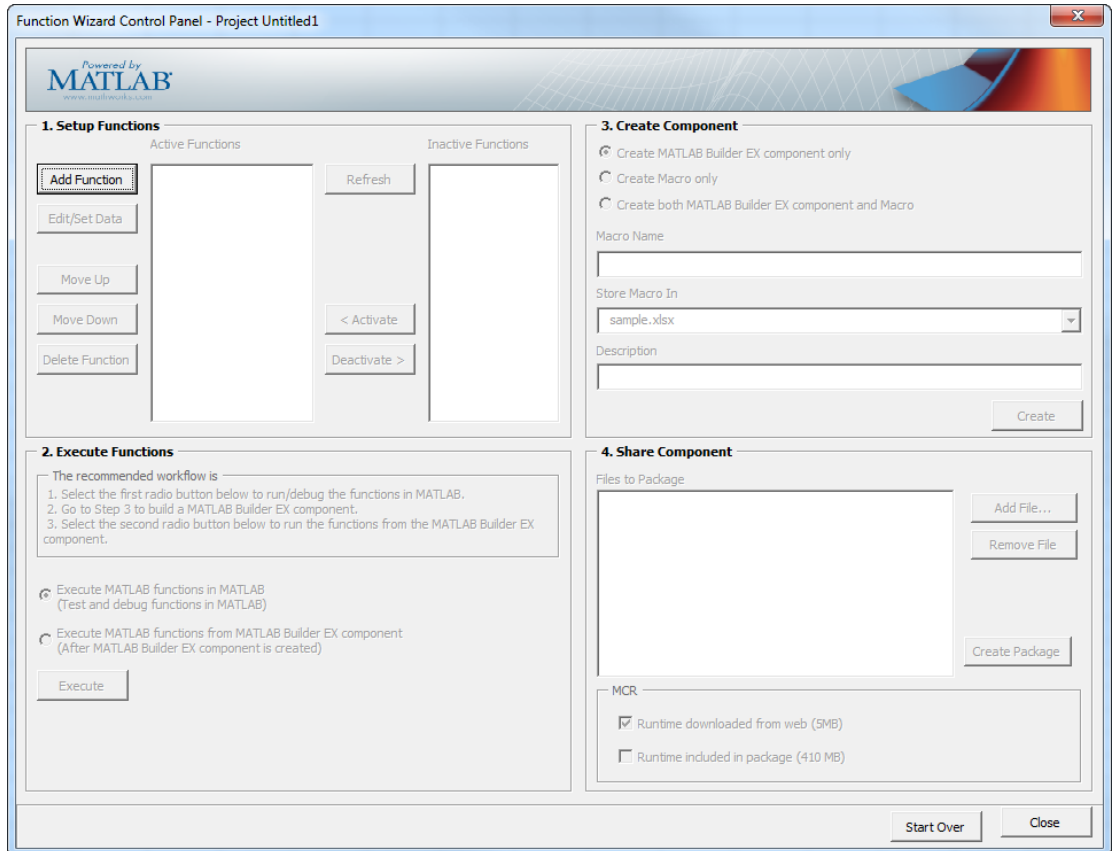 Function Wizard Control Panel - Project Untitled1
Powered by
MATLAB
www.mathworks.com
1. Setup Functions
Active Functions
Inactive Functions
Add Function
Refresh
Edit/Set Data
Move Up
Move Down
< Activate
Delete Function
Deactivate >
2. Execute Functions
The recommended workflow is
1. Select the first radio button below to run/debug the functions in MATLAB.
2. Go to Step 3 to build a MATLAB Builder EX component.
3. Select the second radio button below to run the functions from the MATLAB Builder EX
component.
Execute MATLAB functions in MATLAB
(Test and debug functions in MATLAB)
Execute MATLAB functions from MATLAB Builder EX component
(After MATLAB Builder EX component is created)
Execute
3. Create Component
Create MATLAB Builder EX component only
Create Macro only
Create both MATLAB Builder EX component and Macro
Macro Name
Store Macro In
sample.xlsx
Description
Create
4. Share Component
Files to Package
Add File...
Remove File
Create Package
MCR
Runtime downloaded from web (5MB)
Runtime included in package (410 MB)
Start Over
Close